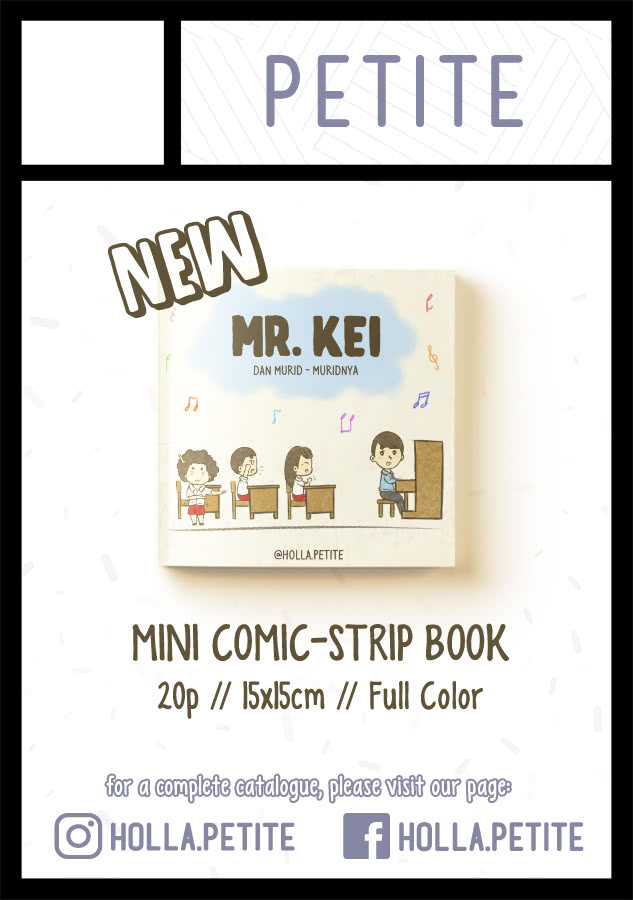 PETITE
NEW
MR. KEI
DAN MURID - MURIDNYA
@HOLLA.PETITE
MINI COMIC-STRIP BOOK
20p // 15x15cm // Full Color
for a complete catalogue, please visit our page:
HOLLA.PETITE
HOLLA.PETITE